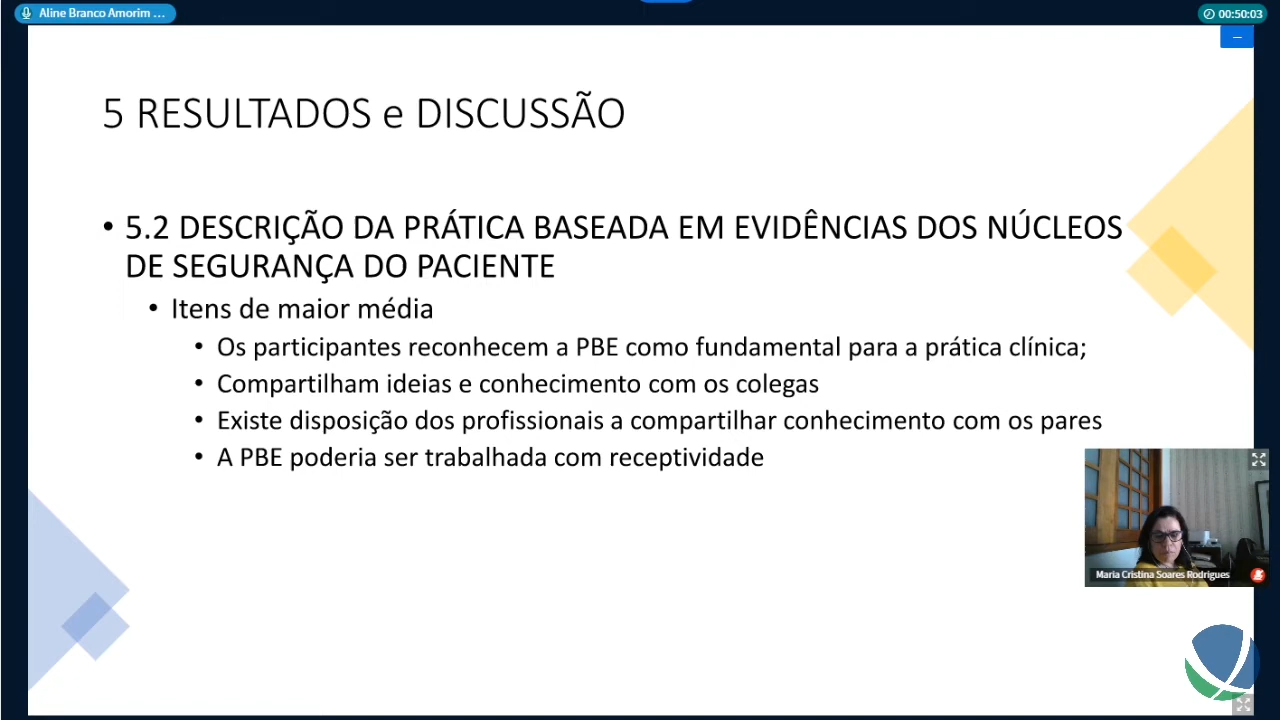 Aline Branco Amorim ...
00:50:03
5 RESULTADOS e DISCUSSÃO
• 5.2 DESCRIÇÃO DA PRÁTICA BASEADA EM EVIDÊNCIAS DOS NÚCLEOS
DE SEGURANÇA DO PACIENTE
• Itens de maior média
• Os participantes reconhecem a PBE como fundamental para a prática clínica;
• Compartilham ideias e conhecimento com os colegas
• Existe disposição dos profissionais a compartilhar conhecimento com os pares
• A PBE poderia ser trabalhada com receptividade
Maria Cristina Soares Rodrigues